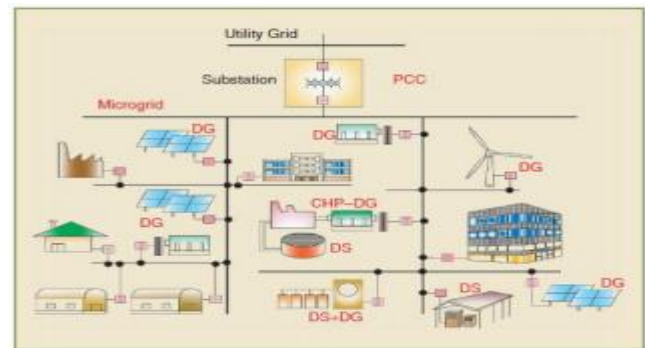 Utility Grid
Substation
PCC
Microgrid
DG
DG
DG
DG
CHP–DG
DS
DS
DG
DS+DG